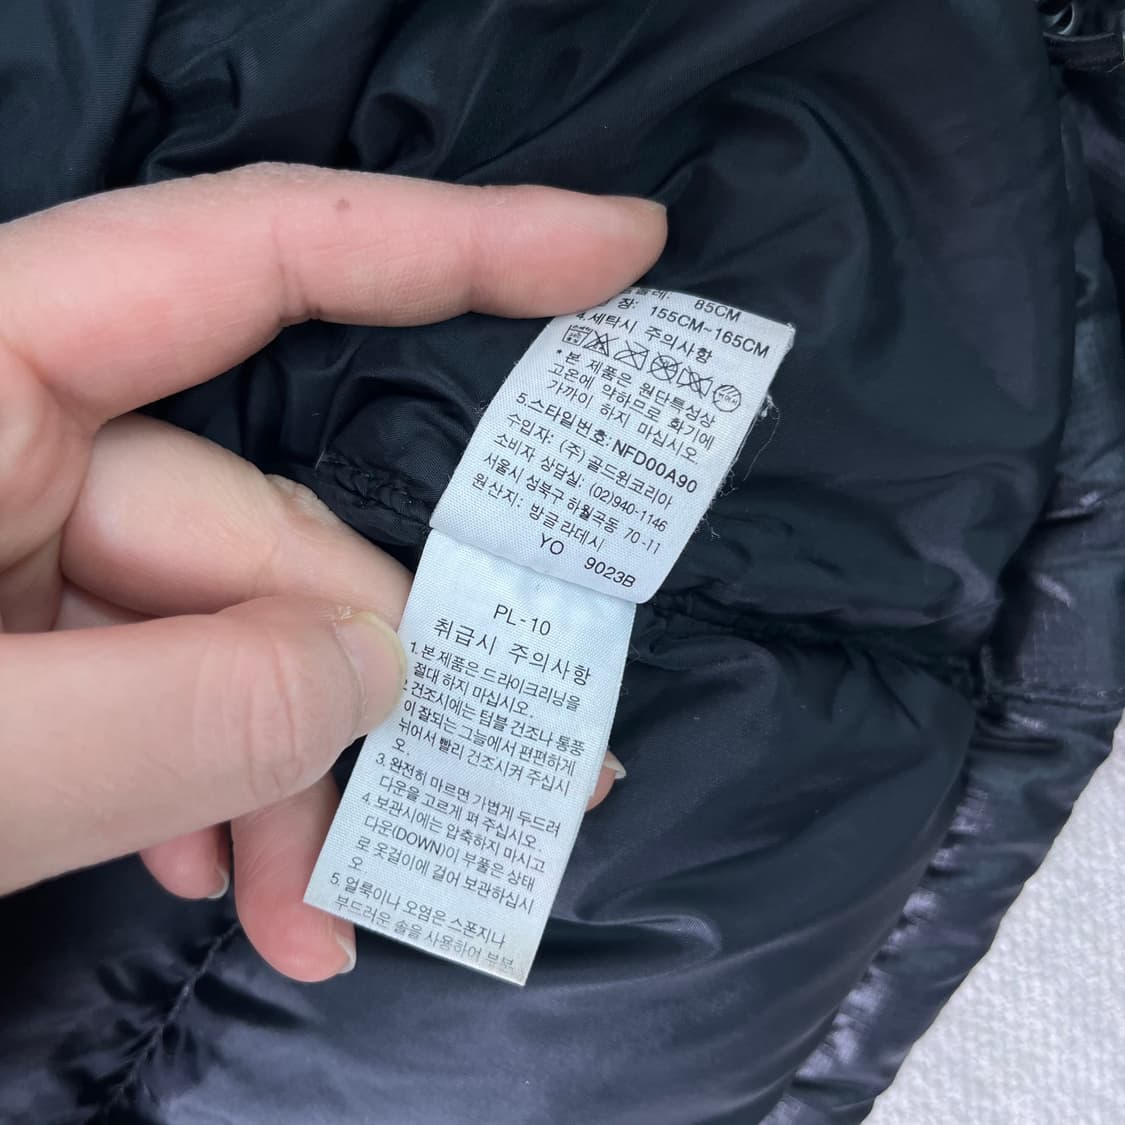 85CM
장: 155CM~165CM
4.세탁시 주의사항
*본 제품은 원단특성상
고온에 약하므로 화기에
가까이 하지 마십시오.
5.스타일번호:NFD00A90
수입자: (주)골드윈코리아
소비자 상담실: (02)940-1146
서울시 성북구 하월곡동 70-11
원산지: 방글라데시
YO 9023B
PL-10
취급시 주의사항
1.본제품은 드라이크리닝을
절대 하지 마십시오.
건조시에는 텀블 건조나 통풍
이 잘되는 그늘에서 편편하게
뉘어서 빨리 건조시켜 주십시
오.
3.완전히 마르면 가볍게 두드려
다운을 고르게 펴 주십시오.
4.보관시에는 압축하지 마시고
다운(DOWN)이 부풀은 상태
로 옷걸이에 걸어 보관하십시
오
5.얼룩이나 오염은 스폰지나
부드러운 솔을 사용하여 부분